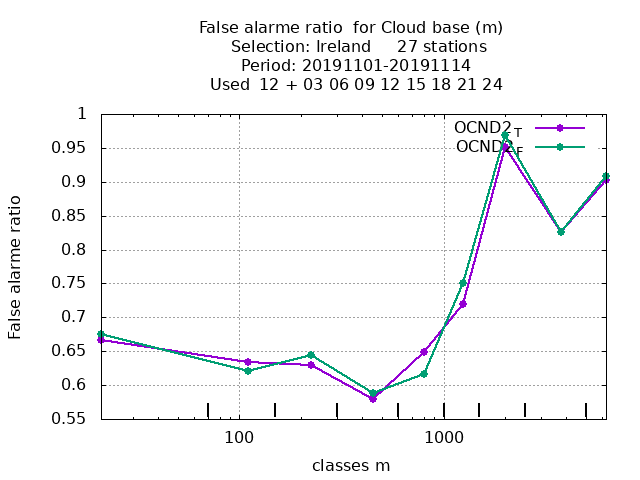 False alarme ratio  for Cloud base (m)
Selection: Ireland     27 stations
Period: 20191101-20191114
Used  12 + 03 06 09 12 15 18 21 24
OCND2_T
OCND2_F
1
0.95
0.9
0.85
0.8
0.75
0.7
0.65
0.6
0.55
False alarme ratio
100
1000
classes m